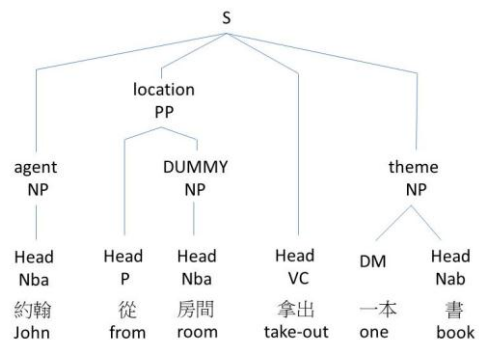 S
location
PP
agent DUMMY theme
NP NP NP
Head Head Head Head DM Head
Nba P Nba VC Nab
約翰 從 房間 拿出 一本 書
John from room take-out one book